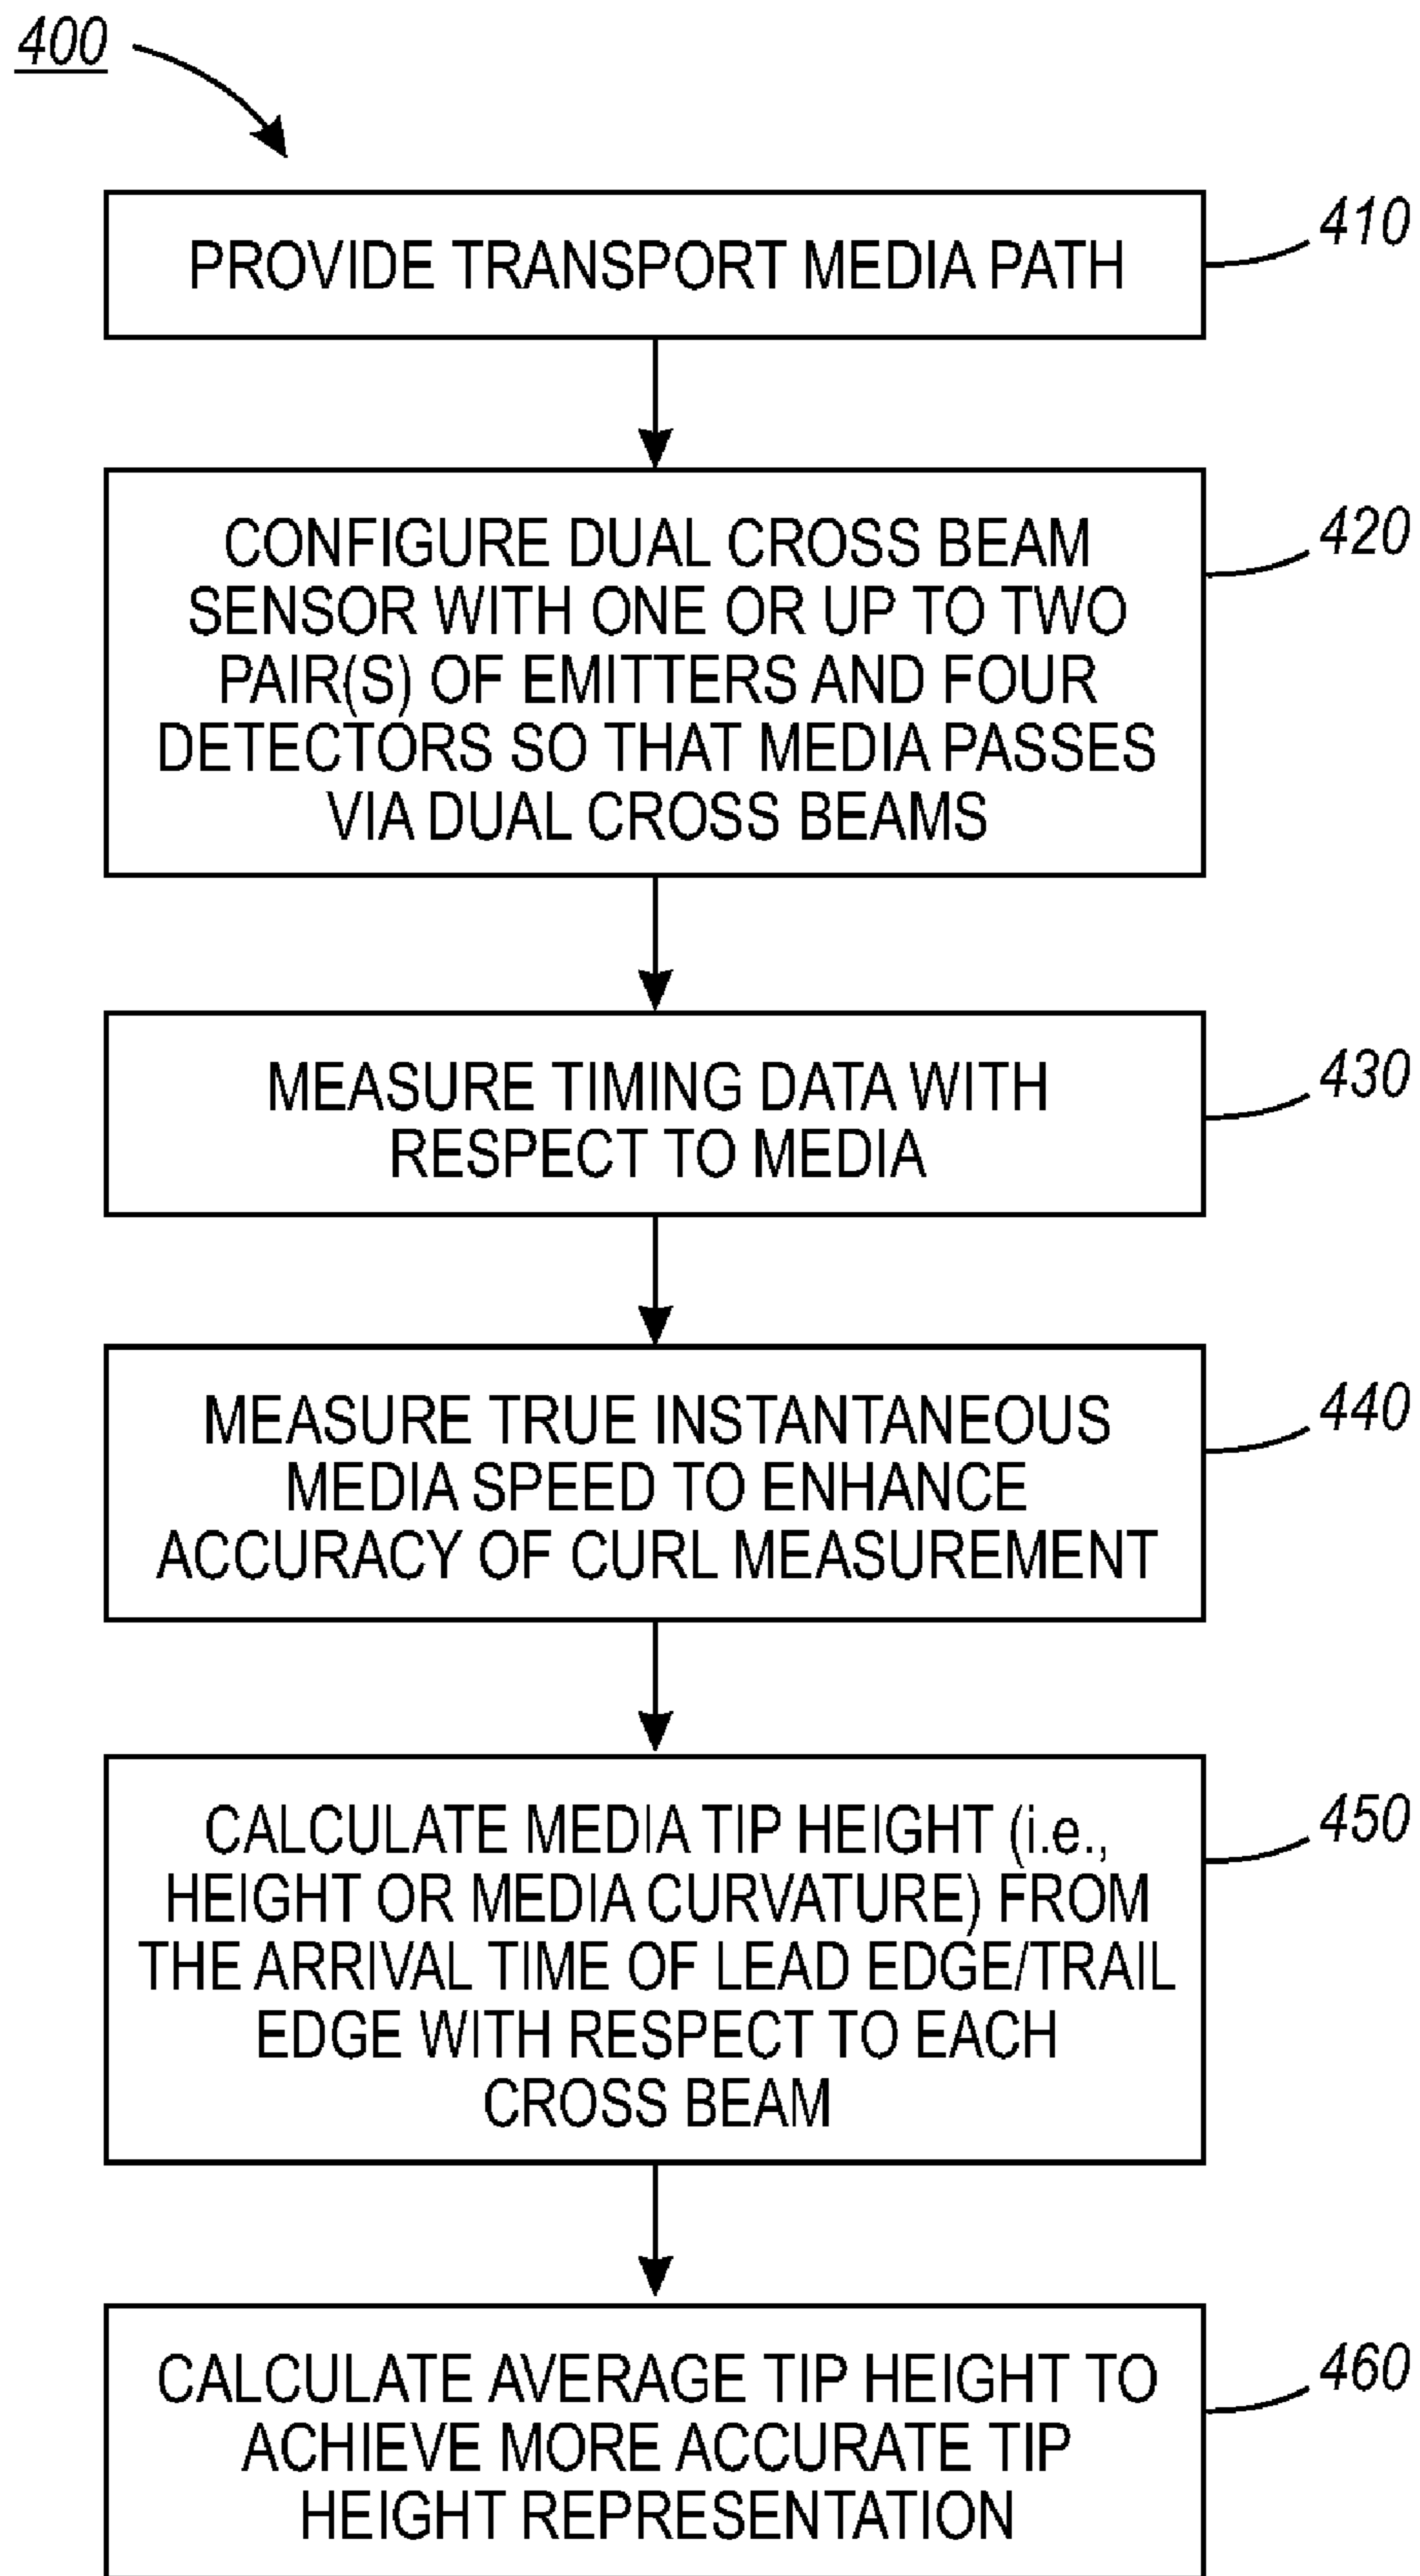 400
PROVIDE TRANSPORT MEDIA PATH
410
CONFIGURE DUAL CROSS BEAM
SENSOR WITH ONE OR UP TO TWO
PAIR(S) OF EMITTERS AND FOUR
DETECTORS SO THAT MEDIA PASSES
VIA DUAL CROSS BEAMS
420
MEASURE TIMING DATA WITH
RESPECT TO MEDIA
430
MEASURE TRUE INSTANTANEOUS
MEDIA SPEED TO ENHANCE
ACCURACY OF CURL MEASUREMENT
440
CALCULATE MEDIA TIP HEIGHT (i.e.,
HEIGHT OR MEDIA CURVATURE) FROM
THE ARRIVAL TIME OF LEAD EDGE/TRAIL
EDGE WITH RESPECT TO EACH
CROSS BEAM
450
CALCULATE AVERAGE TIP HEIGHT TO
ACHIEVE MORE ACCURATE TIP
HEIGHT REPRESENTATION
460